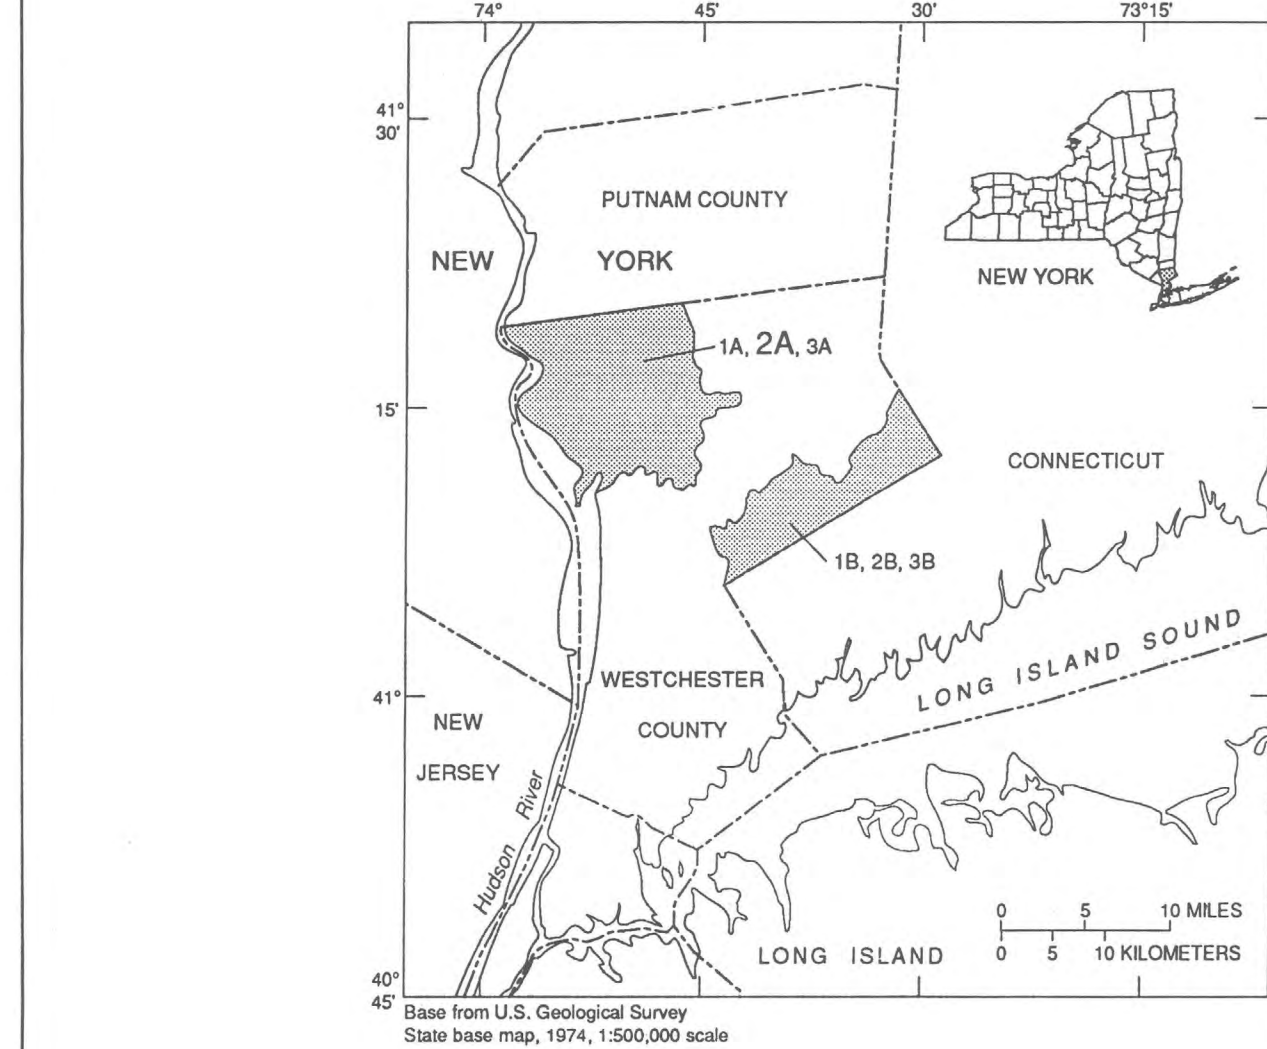 74° 45' 30' 73°15'
41°
30'
PUTNAM COUNTY
NEW YORK
NEW YORK
1A, 2A, 3A
15'
CONNECTICUT
1B, 2B, 3B
LONG ISLAND SOUND
WESTCHESTER
COUNTY
41°
NEW
JERSEY
Hudson River
0 5 10 MILES
0 5 10 KILOMETERS
LONG ISLAND
40°
45'
Base from U.S. Geological Survey
State base map, 1974, 1:500,000 scale